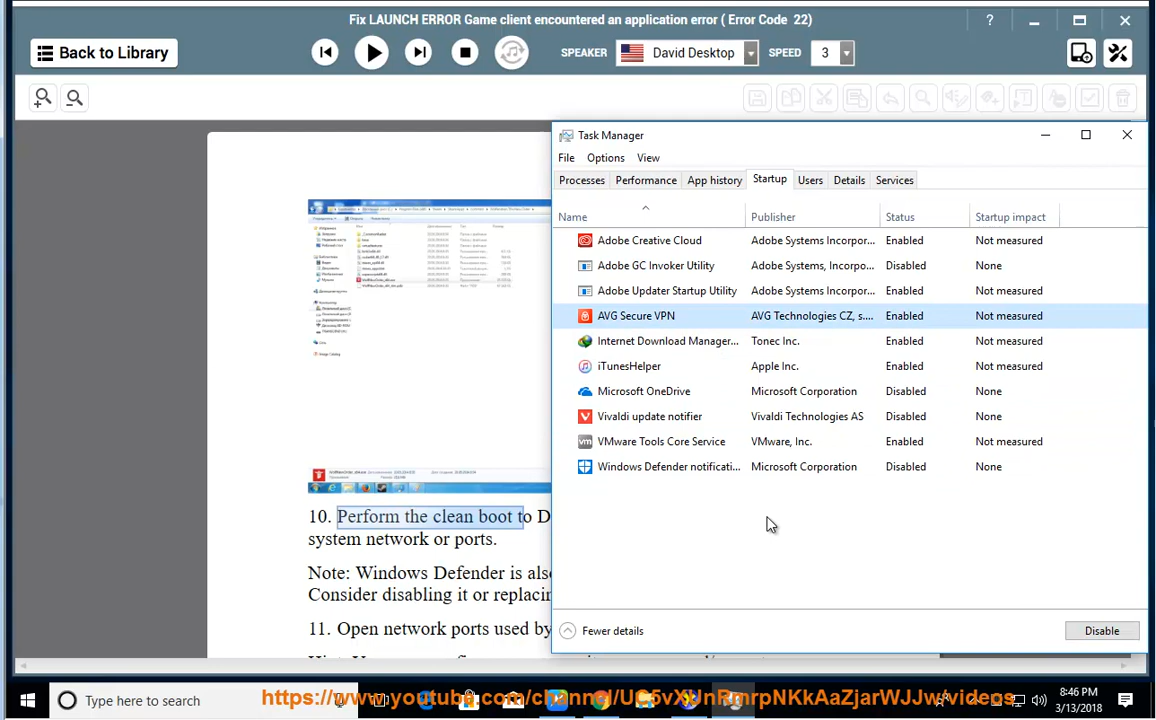 Fix LAUNCH ERROR Game client encountered an application error ( Error Code 22)
Back to Library
SPEAKER
David Desktop
SPEED
3
Task Manager
File Options View
Processes Performance App history Startup Users Details Services
Name Publisher Status Startup impact
Adobe Creative Cloud Adobe Systems Incorpor... Enabled Not measured
Adobe GC Invoker Utility Adobe Systems, Incorpo... Disabled None
Adobe Updater Startup Utility Adobe Systems Incorpor... Enabled Not measured
AVG Secure VPN AVG Technologies CZ, s.... Enabled Not measured
Internet Download Manager... Tonec Inc. Enabled Not measured
iTunesHelper Apple Inc. Enabled Not measured
Microsoft OneDrive Microsoft Corporation Disabled None
Vivaldi update notifier Vivaldi Technologies AS Disabled None
VMware Tools Core Service VMware, Inc. Enabled Not measured
Windows Defender notificati... Microsoft Corporation Disabled None
Fewer details
Disable
10. Perform the clean boot to D
system network or ports.
Note: Windows Defender is als
Consider disabling it or replacin
11. Open network ports used by
Type here to search
8:46 PM
3/13/2018